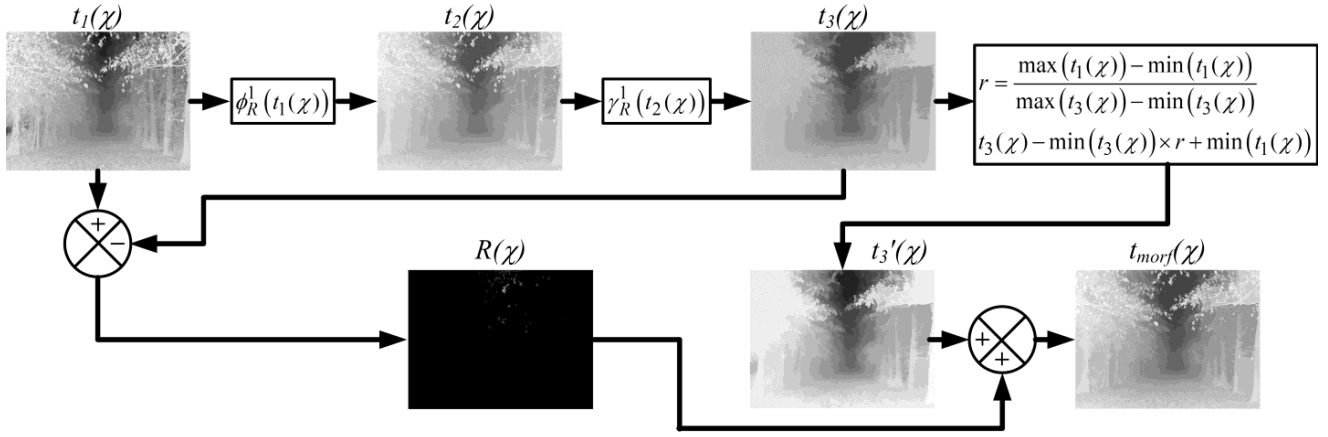 t₁(χ)
t₂(χ)
t₃(χ)
ϕ_R^1(t₁(χ))
γ_R^1(t₂(χ))
r = (max(t₁(χ)) − min(t₁(χ))) / (max(t₃(χ)) − min(t₃(χ)))
t₃(χ) − min(t₃(χ)) × r + min(t₁(χ))
+
−
R(χ)
t₃′(χ)
t_morf(χ)
+
+